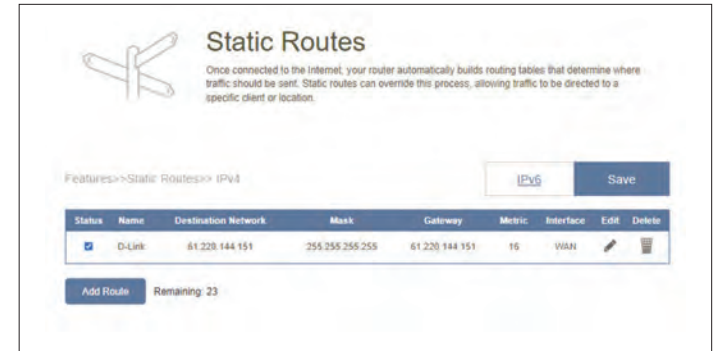 Static Routes
Once connected to the Internet, your router automatically builds routing tables that determine where
traffic should be sent. Static routes can override this process, allowing traffic to be directed to a
specific client or location.
Features>>Static Routes>> IPv4
IPv6
Save
Status Name Destination Network Mask Gateway Metric Interface Edit Delete
D-Link 61.220.144.151 255.255.255.255 61.220.144.151 16 WAN
Add Route Remaining: 23